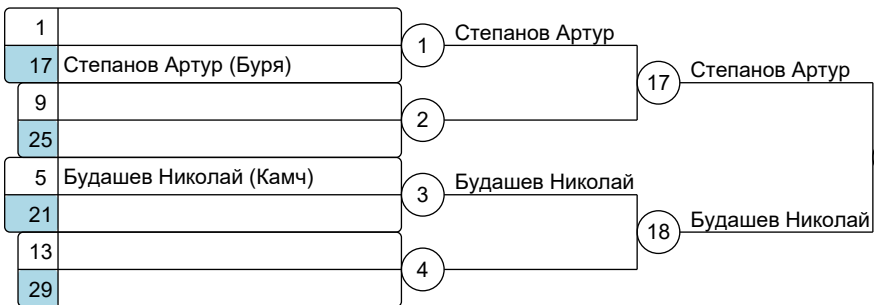 1
17 Степанов Артур (Буря)
9
25
5 Будашев Николай (Камч)
21
13
29
1 Степанов Артур
2
3 Будашев Николай
4
17 Степанов Артур
18 Будашев Николай